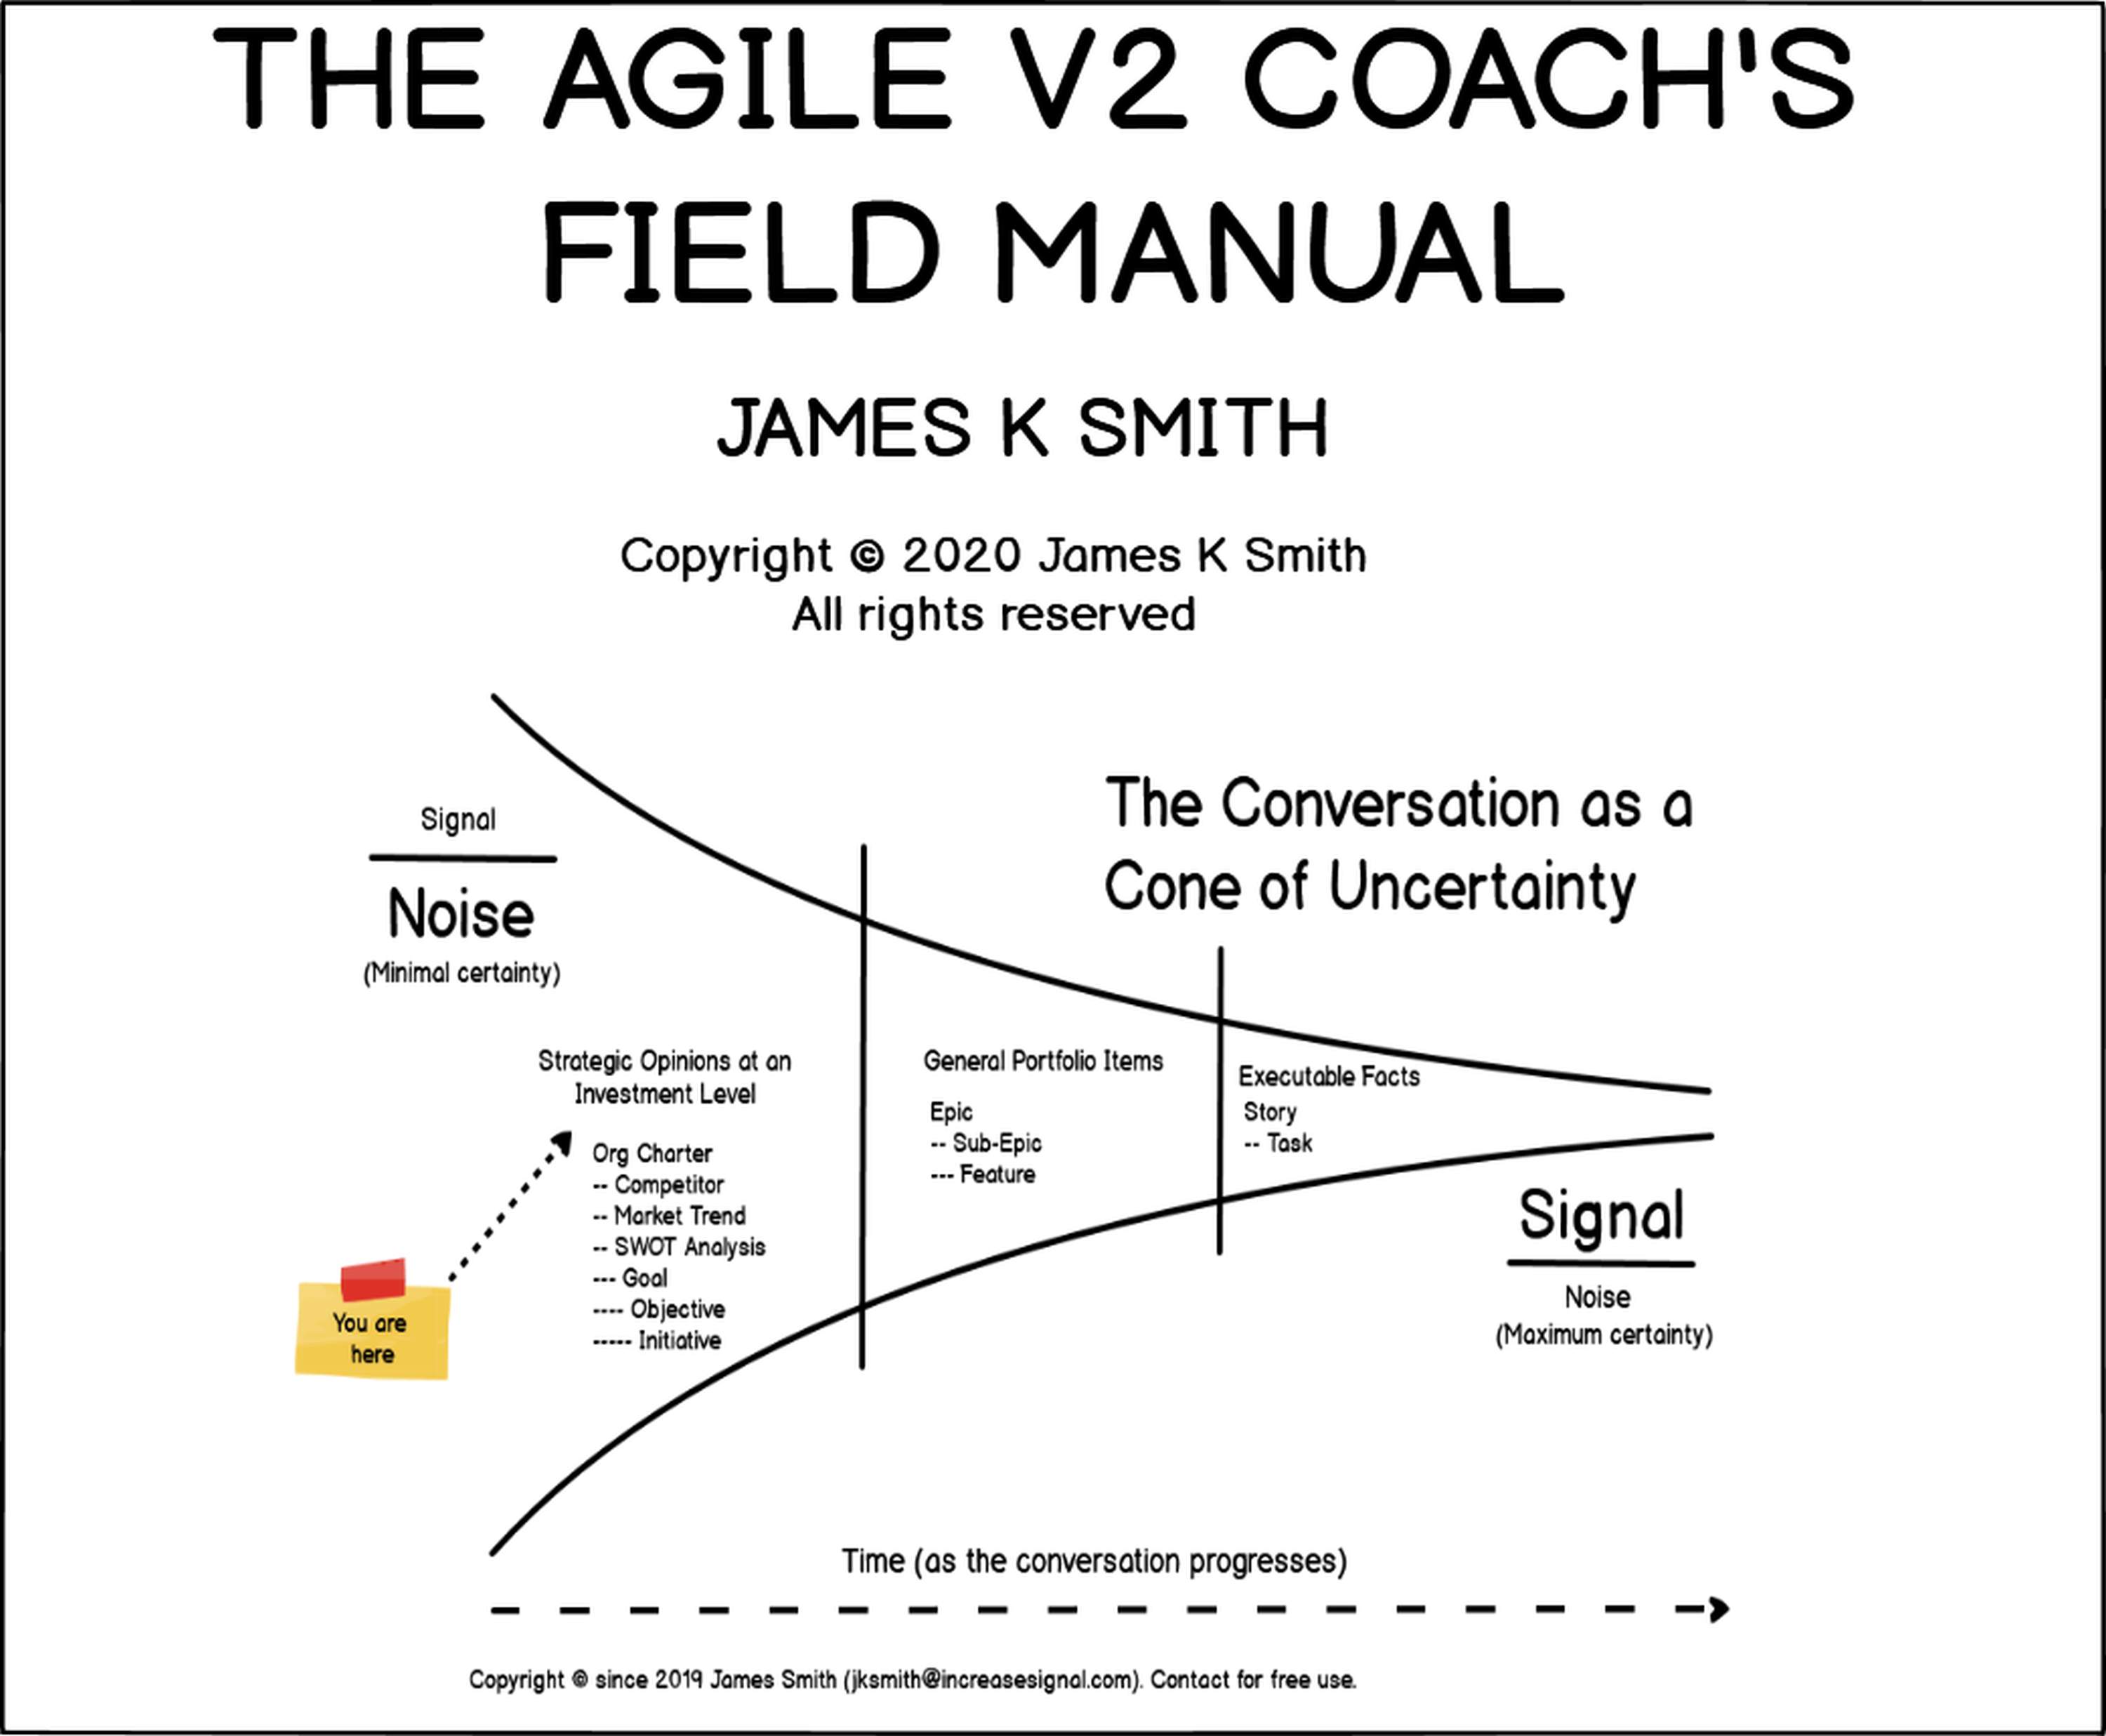 THE AGILE V2 COACH'S
FIELD MANUAL
JAMES K SMITH
Copyright © 2020 James K Smith
All rights reserved
The Conversation as a
Cone of Uncertainty
Signal
Noise
(Minimal certainty)
Strategic Opinions at an
Investment Level
Org Charter
-- Competitor
-- Market Trend
-- SWOT Analysis
--- Goal
---- Objective
----- Initiative
You are
here
General Portfolio Items
Epic
-- Sub-Epic
--- Feature
Executable Facts
Story
-- Task
Signal
Noise
(Maximum certainty)
Time (as the conversation progresses)
Copyright © since 2019 James Smith (jksmith@increasesignal.com). Contact for free use.